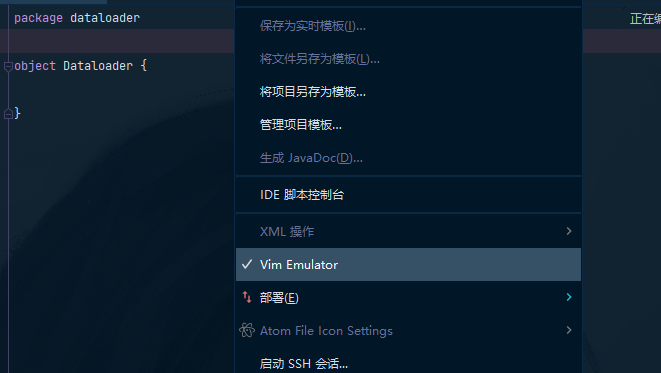 package dataloader
正在编
object Dataloader {
}
保存为实时模板(I)...
将文件另存为模板(L)...
将项目另存为模板...
管理项目模板...
生成 JavaDoc(D)...
IDE 脚本控制台
XML 操作
Vim Emulator
部署(E)
Atom File Icon Settings
启动 SSH 会话...